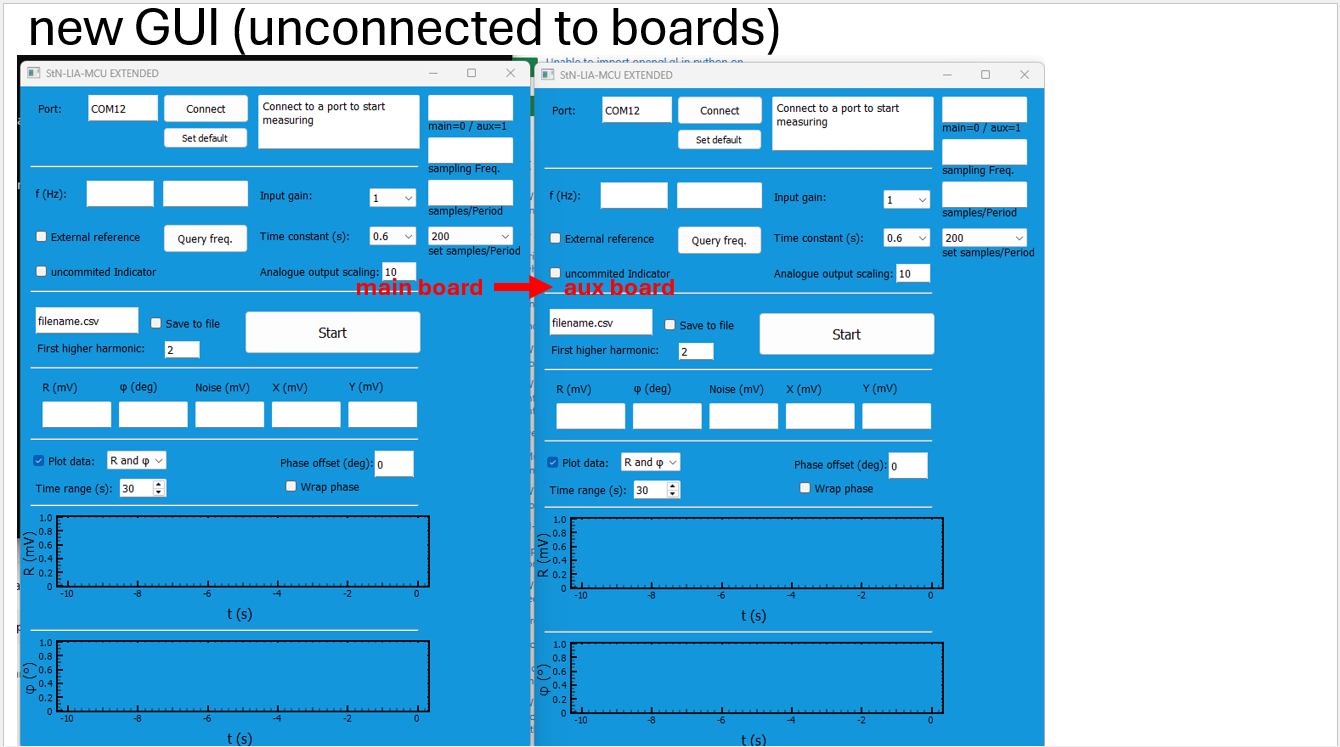 new GUI (unconnected to boards)
StN-LIA-MCU EXTENDED
Port:
COM12
Connect
Connect to a port to start
measuring
main=0 / aux=1
Set default
sampling Freq.
f (Hz):
Input gain:
1
samples/Period
External reference
Query freq.
Time constant (s):
0.6
200
set samples/Period
uncommited Indicator
Analogue output scaling:
10
main board
filename.csv
Save to file
Start
First higher harmonic:
2
R (mV)
φ (deg)
Noise (mV)
X (mV)
Y (mV)
Plot data:
R and φ
Phase offset (deg):
0
Time range (s):
30
Wrap phase
R (mV)
1.0
0.8
0.6
0.4
0.2
0
-10
-8
-6
-4
-2
0
t (s)
φ (º)
1.0
0.8
0.6
0.4
0.2
0
-10
-8
-6
-4
-2
0
t (s)
Unable to import opencl.gl in python on
StN-LIA-MCU EXTENDED
Port:
COM12
Connect
Connect to a port to start
measuring
main=0 / aux=1
Set default
sampling Freq.
f (Hz):
Input gain:
1
samples/Period
External reference
Query freq.
Time constant (s):
0.6
200
set samples/Period
uncommited Indicator
Analogue output scaling:
10
aux board
filename.csv
Save to file
Start
First higher harmonic:
2
R (mV)
φ (deg)
Noise (mV)
X (mV)
Y (mV)
Plot data:
R and φ
Phase offset (deg):
0
Time range (s):
30
Wrap phase
R (mV)
1.0
0.8
0.6
0.4
0.2
0
-10
-8
-6
-4
-2
0
t (s)
φ (º)
1.0
0.8
0.6
0.4
0.2
0
-10
-8
-6
-4
-2
0
t (s)